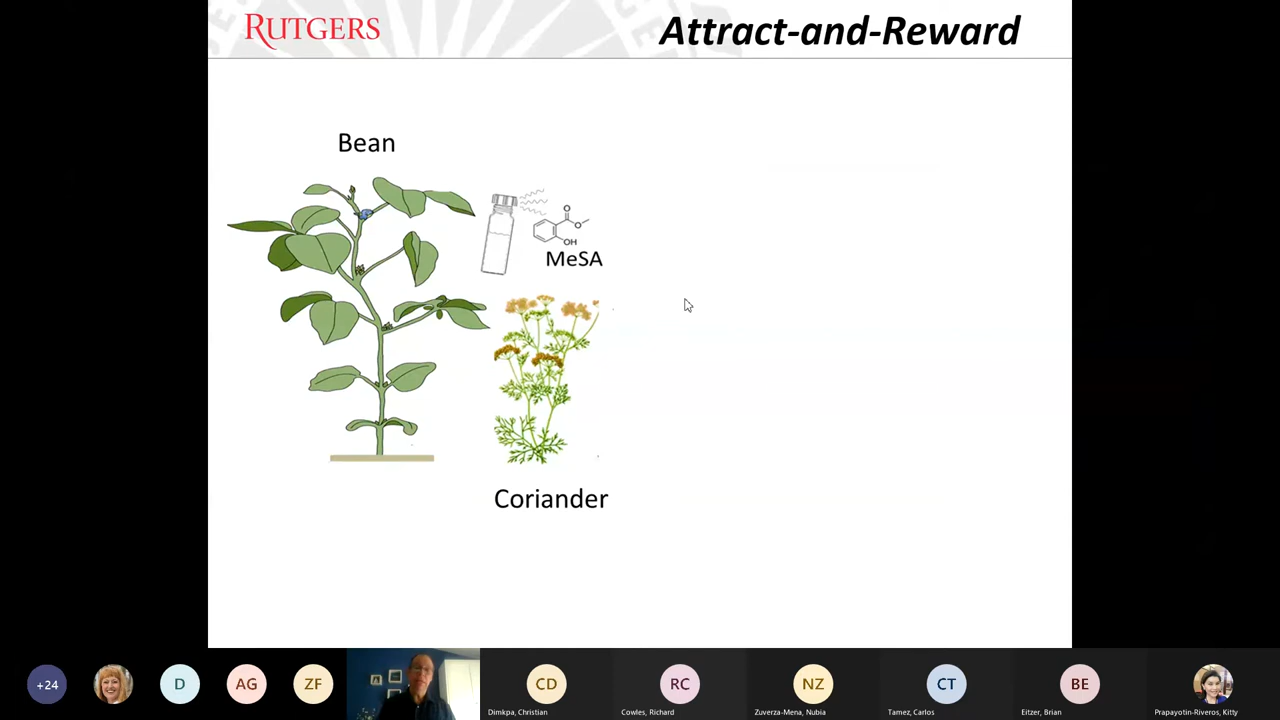 RUTGERS
Attract-and-Reward
Bean
OH
MeSA
Coriander
+24
D
AG
ZF
CD
RC
NZ
CT
BE
Dimkpa, Christian
Cowles, Richard
Zuverza-Mena, Nubia
Tamez, Carlos
Eitzer, Brian
Prapayotin-Riveros, Kitty